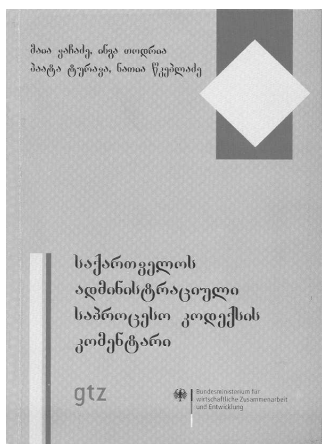 მაია ვაჩაძე, ინგა თოდრია
პაატა ტურავა, ნათია წკეპლაძე
საქართველოს
ადმინისტრაციული
საპროცესო კოდექსის
კომენტარი
gtz
Bundesministerium für
wirtschaftliche Zusammenarbeit
und Entwicklung